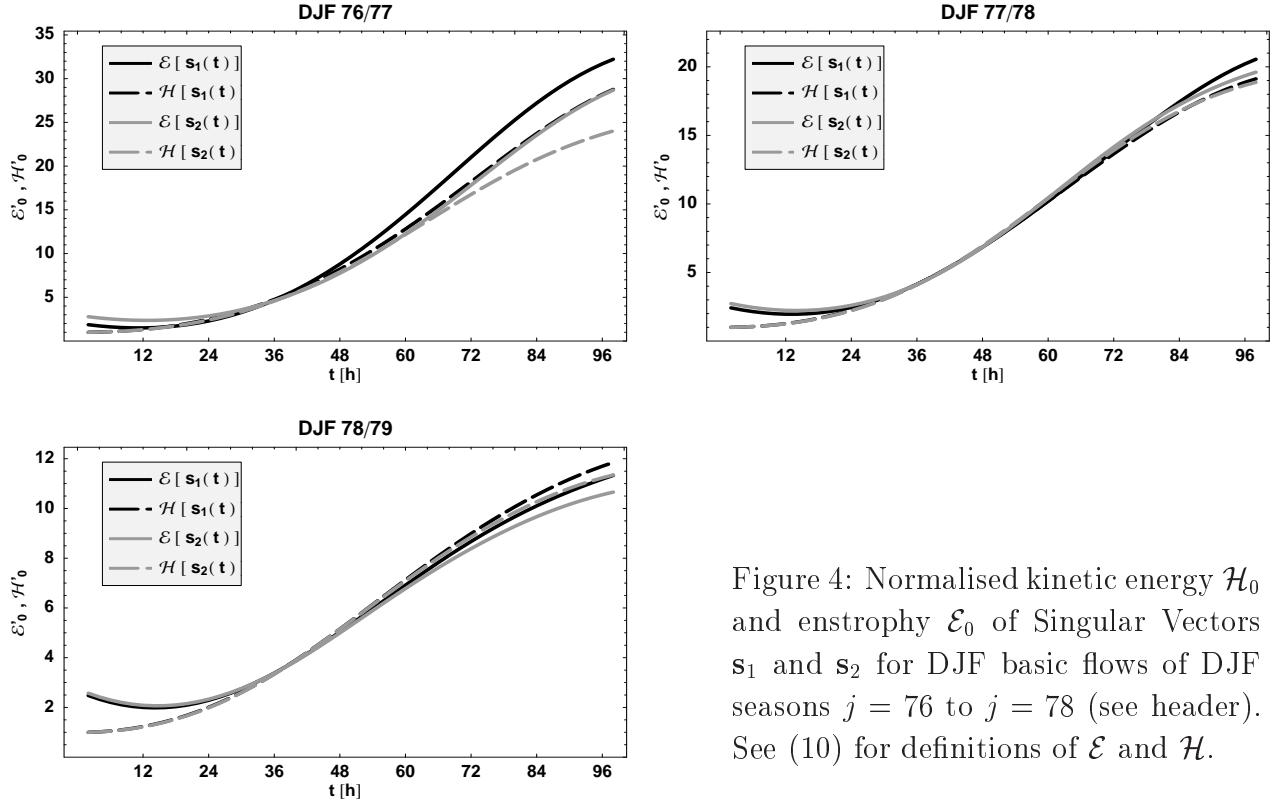 DJF 76/77
35
30
25
20
15
10
5
ℰ'₀ , ℋ'₀
ℰ [ s₁( t ) ]
ℋ [ s₁( t )
ℰ [ s₂( t ) ]
ℋ [ s₂( t )
12 24 36 48 60 72 84 96
t [h]
DJF 77/78
20
15
10
5
ℰ'₀ , ℋ'₀
ℰ [ s₁( t ) ]
ℋ [ s₁( t )
ℰ [ s₂( t ) ]
ℋ [ s₂( t )
12 24 36 48 60 72 84 96
t [h]
DJF 78/79
12
10
8
6
4
2
ℰ'₀ , ℋ'₀
ℰ [ s₁( t ) ]
ℋ [ s₁( t )
ℰ [ s₂( t ) ]
ℋ [ s₂( t )
12 24 36 48 60 72 84 96
t [h]
Figure 4: Normalised kinetic energy ℋ₀
and enstrophy ℰ₀ of Singular Vectors
s₁ and s₂ for DJF basic flows of DJF
seasons j = 76 to j = 78 (see header).
See (10) for definitions of ℰ and ℋ.